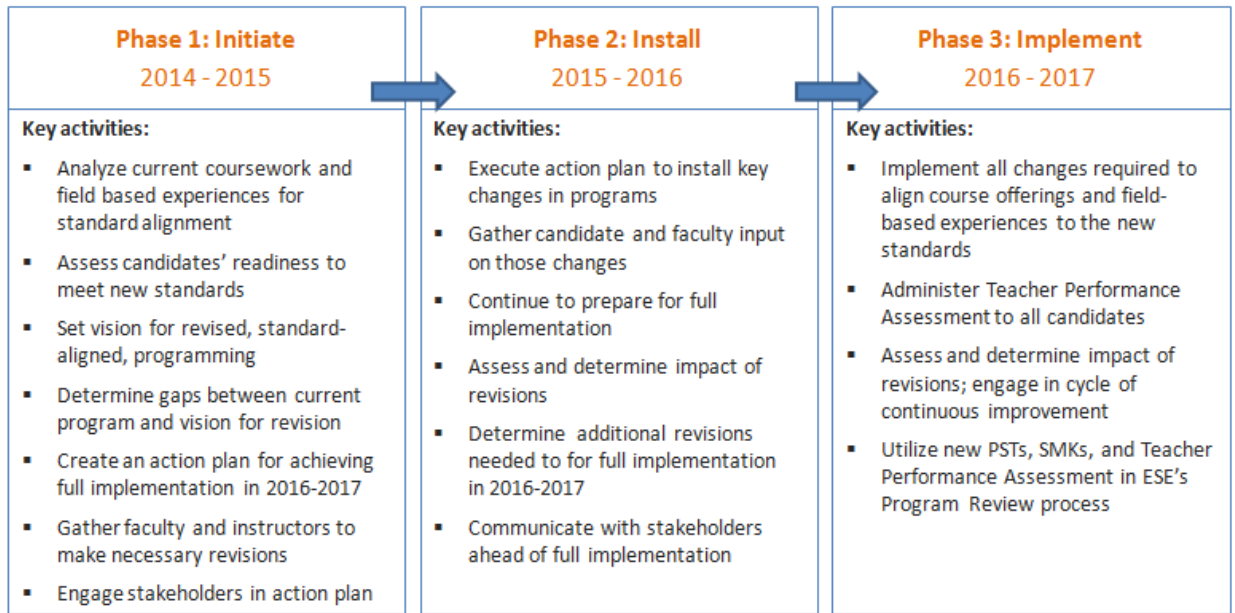 Phase 1: Initiate
2014 - 2015
Key activities:
▪ Analyze current coursework and
field based experiences for
standard alignment
▪ Assess candidates’ readiness to
meet new standards
▪ Set vision for revised, standard-
aligned, programming
▪ Determine gaps between current
program and vision for revision
▪ Create an action plan for achieving
full implementation in 2016-2017
▪ Gather faculty and instructors to
make necessary revisions
▪ Engage stakeholders in action plan
Phase 2: Install
2015 - 2016
Key activities:
▪ Execute action plan to install key
changes in programs
▪ Gather candidate and faculty input
on those changes
▪ Continue to prepare for full
implementation
▪ Assess and determine impact of
revisions
▪ Determine additional revisions
needed to for full implementation
in 2016-2017
▪ Communicate with stakeholders
ahead of full implementation
Phase 3: Implement
2016 - 2017
Key activities:
▪ Implement all changes required to
align course offerings and field-
based experiences to the new
standards
▪ Administer Teacher Performance
Assessment to all candidates
▪ Assess and determine impact of
revisions; engage in cycle of
continuous improvement
▪ Utilize new PSTs, SMKs, and Teacher
Performance Assessment in ESE’s
Program Review process